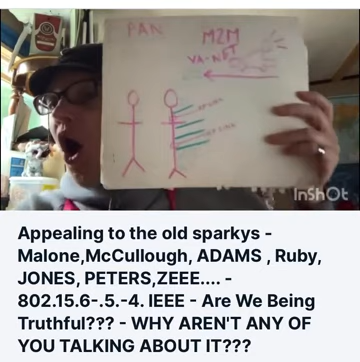 PAN
M2M
VA-NET
InShOt
Appealing to the old sparkys -
Malone,McCullough, ADAMS , Ruby,
JONES, PETERS,ZEEE.... -
802.15.6-.5.-4. IEEE - Are We Being
Truthful??? - WHY AREN'T ANY OF
YOU TALKING ABOUT IT???